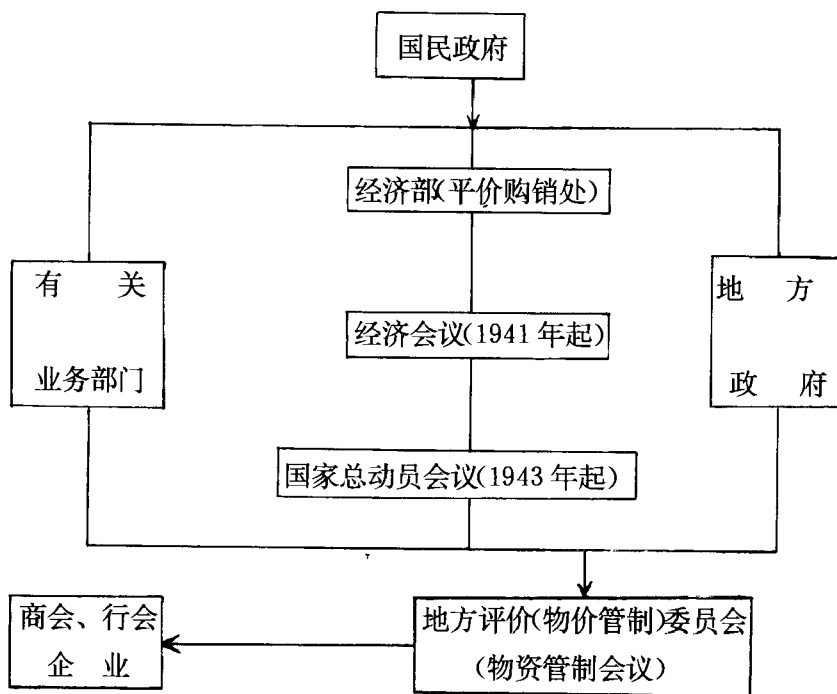 国民政府
经济部(平价购销处)
有 关
业务部门
地 方
政 府
经济会议(1941年起)
国家总动员会议(1943年起)
商会、行会
企 业
地方评价(物价管制)委员会
(物资管制会议)